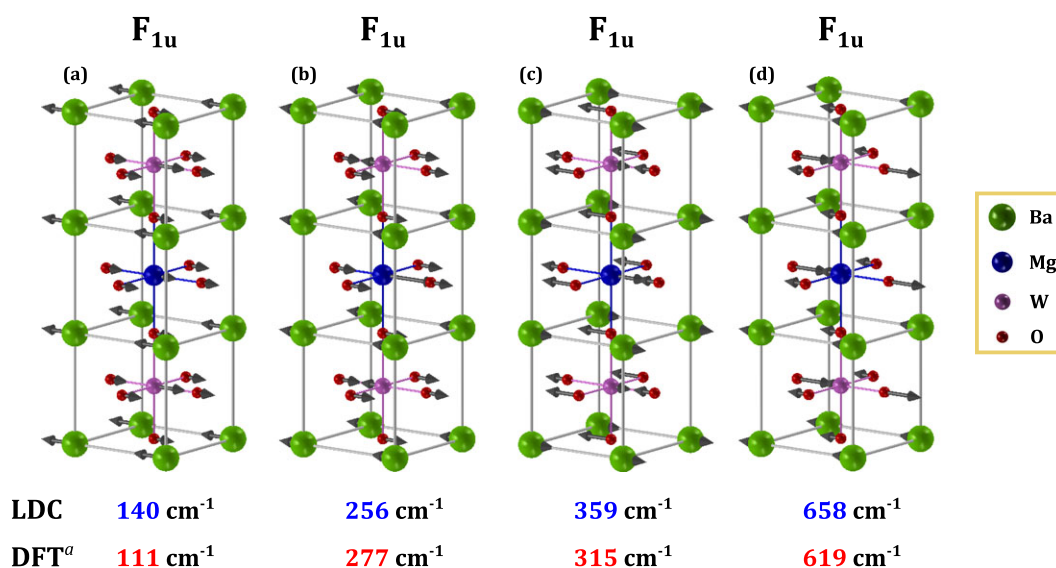 F₁ᵤ F₁ᵤ F₁ᵤ F₁ᵤ
(a) (b) (c) (d)
Ba
Mg
W
O
LDC 140 cm⁻¹ 256 cm⁻¹ 359 cm⁻¹ 658 cm⁻¹
DFTᵃ 111 cm⁻¹ 277 cm⁻¹ 315 cm⁻¹ 619 cm⁻¹